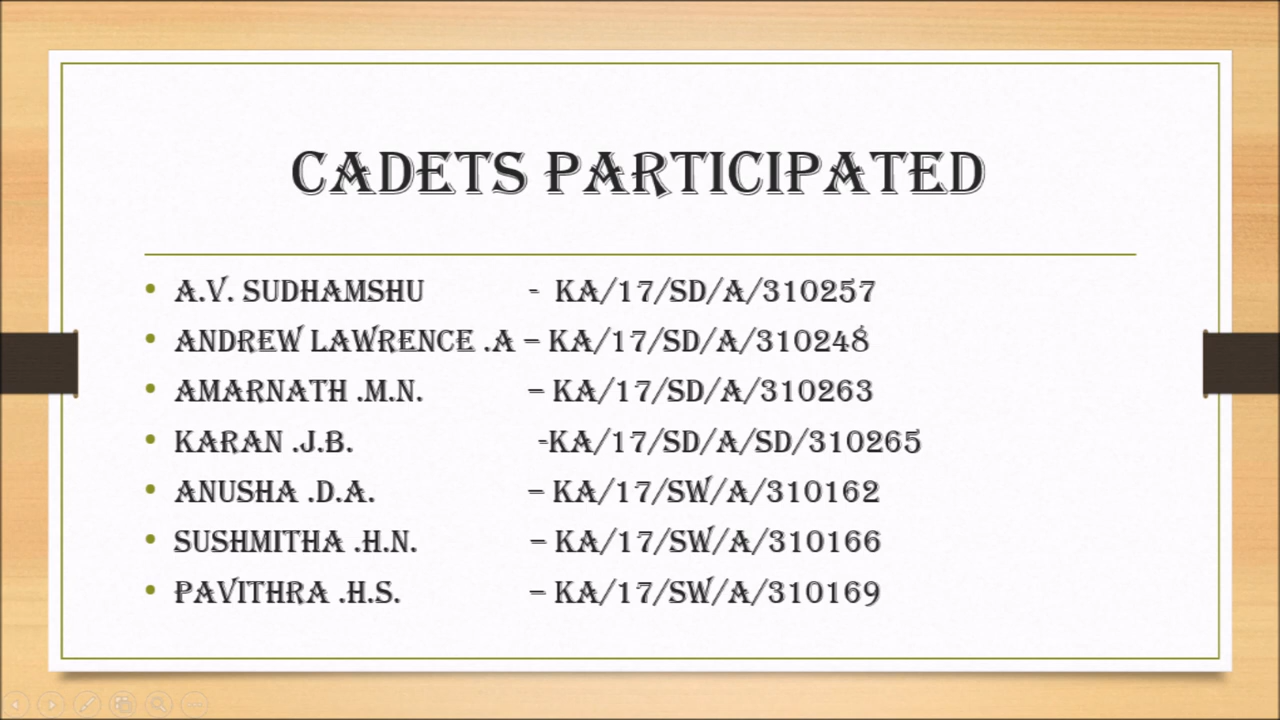 CADETS PARTICIPATED
• A.V. SUDHAMSHU - KA/17/SD/A/310257
• ANDREW LAWRENCE .A – KA/17/SD/A/310248
• AMARNATH .M.N. – KA/17/SD/A/310263
• KARAN .J.B. -KA/17/SD/A/SD/310265
• ANUSHA .D.A. – KA/17/SW/A/310162
• SUSHMITHA .H.N. – KA/17/SW/A/310166
• PAVITHRA .H.S. – KA/17/SW/A/310169